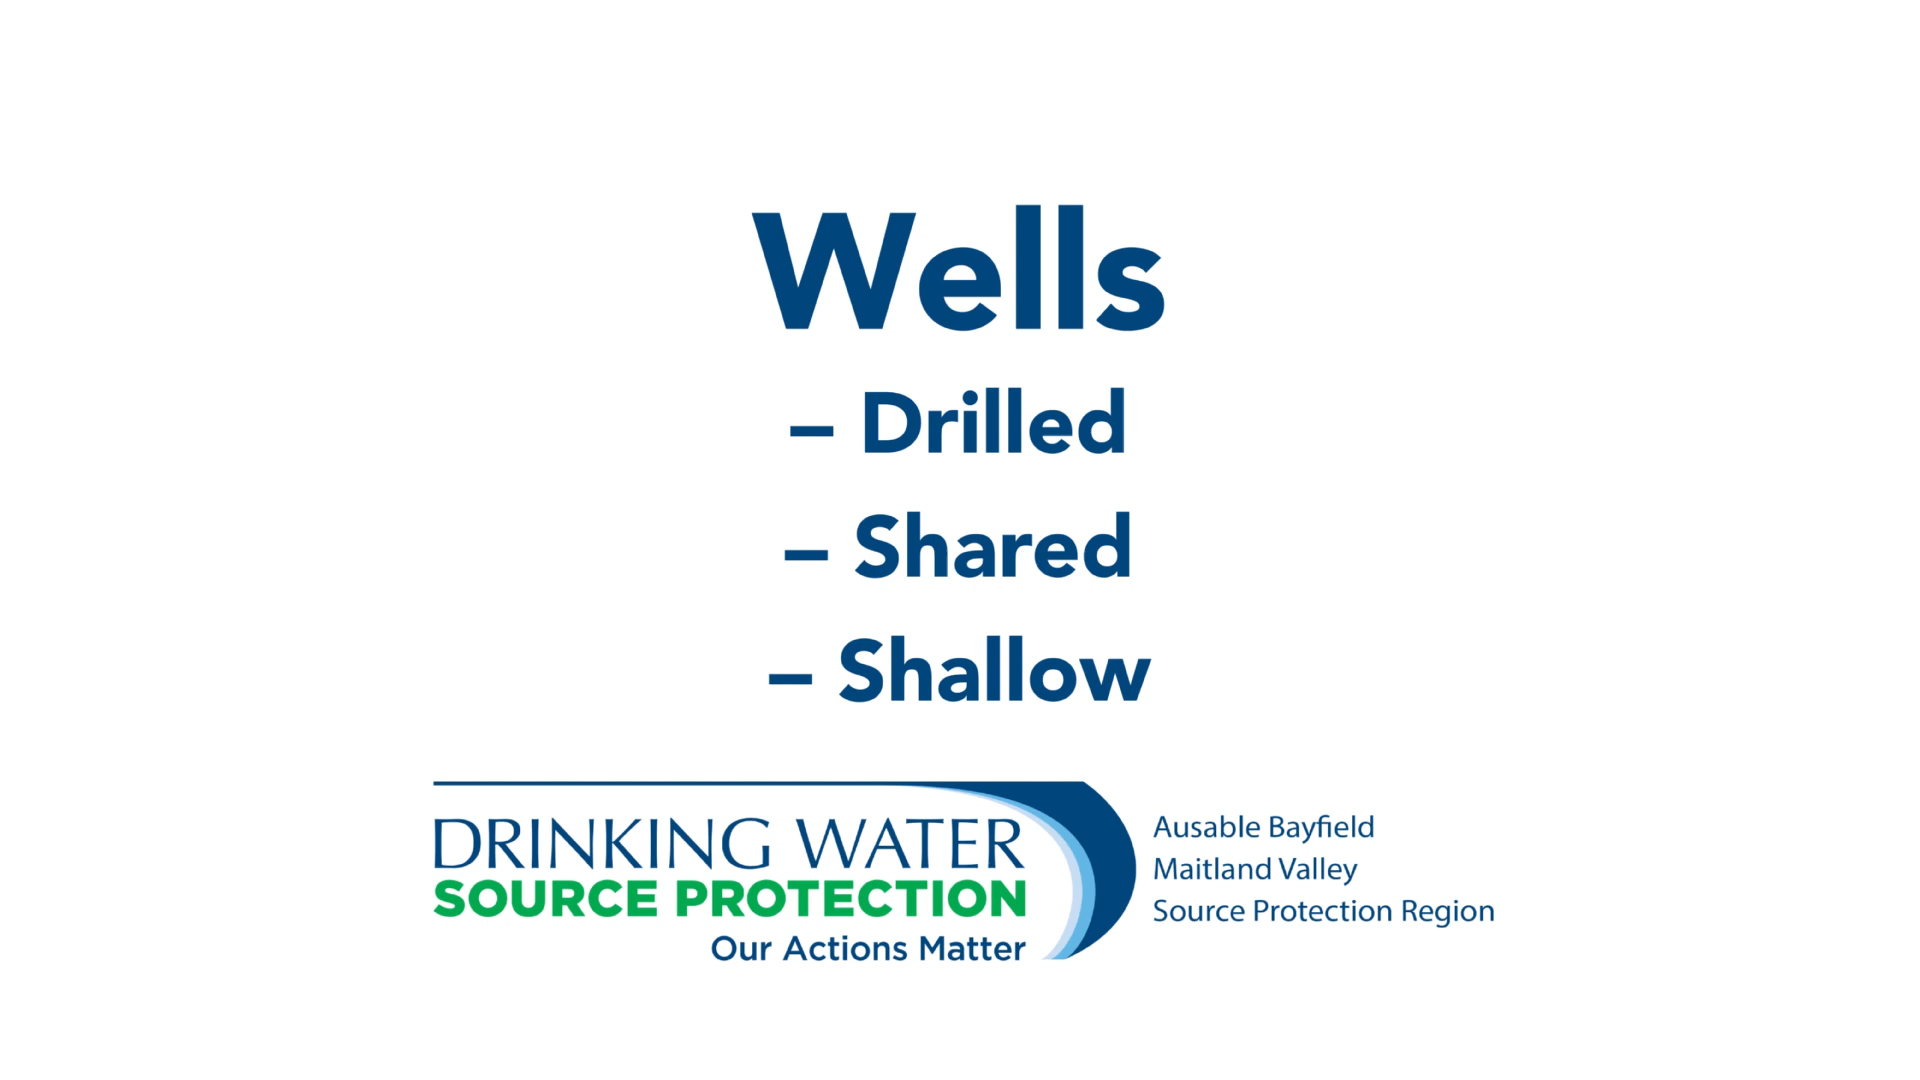 Wells
– Drilled
– Shared
– Shallow
DRINKING WATER
SOURCE PROTECTION
Our Actions Matter
Ausable Bayfield
Maitland Valley
Source Protection Region